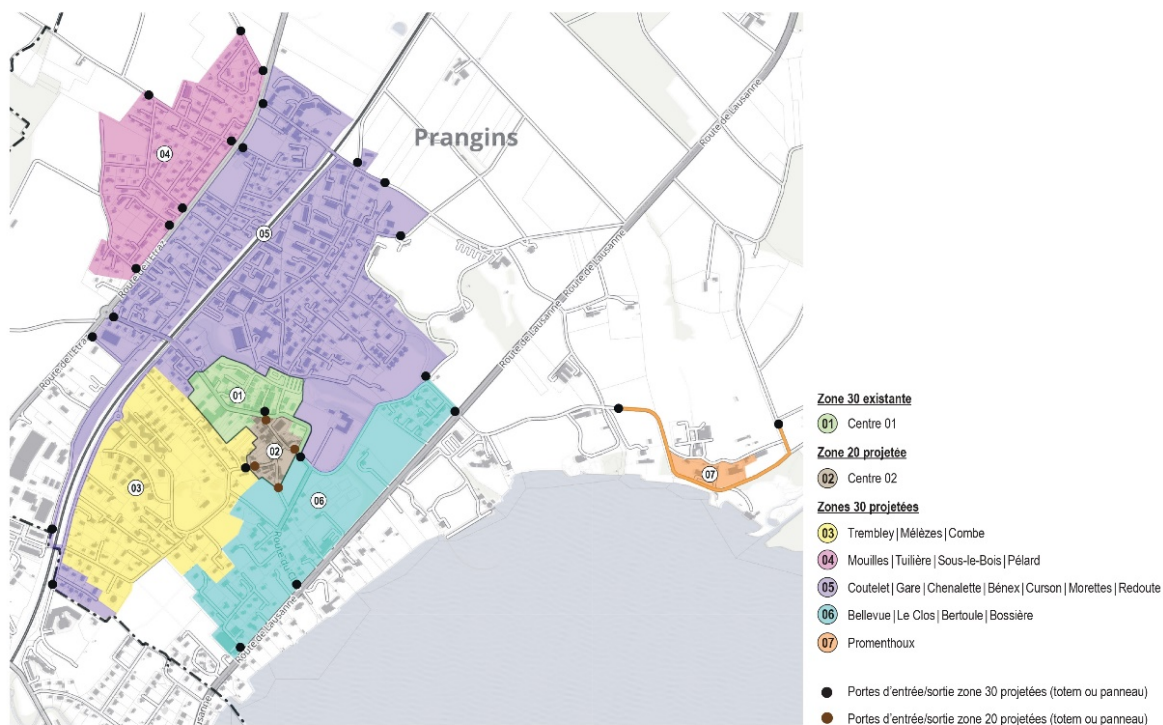 Prangins
Route de Lausanne
Route de Lausanne
Route de Lausanne
Route de Lausanne
Route de Lausanne
Route de l'Etraz
Route de l'Etraz
04
05
01
02
03
06
07
Zone 30 existante
01 Centre 01
Zone 20 projetée
02 Centre 02
Zones 30 projetées
03 Trembley|Mélèzes|Combe
04 Mouilles|Tuilière|Sous-le-Bois|Pélard
05 Coutelet|Gare|Chenalette|Bénex|Curson|Morettes|Redoute
06 Bellevue|Le Clos|Bertoule|Bossière
07 Promenthoux
Portes d'entrée/sortie zone 30 projetées (totem ou panneau)
Portes d'entrée/sortie zone 20 projetées (totem ou panneau)